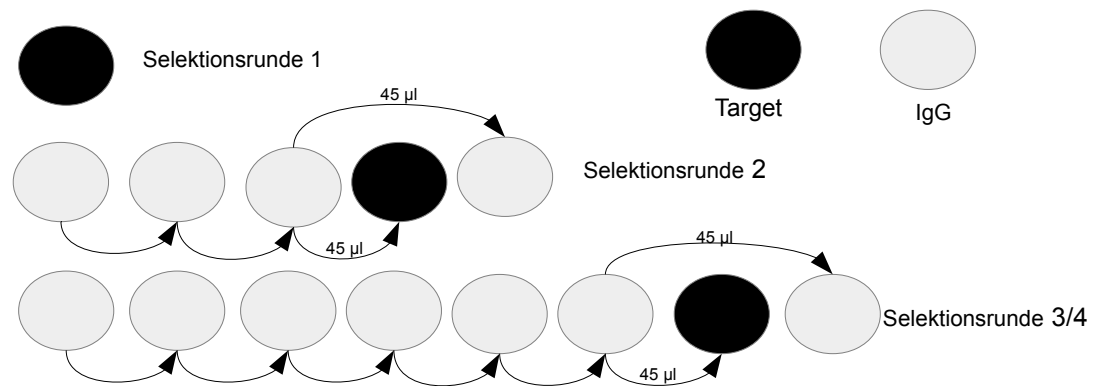 Selektionsrunde 1
Target
IgG
45 µl
Selektionsrunde 2
45 µl
45 µl
Selektionsrunde 3/4
45 µl